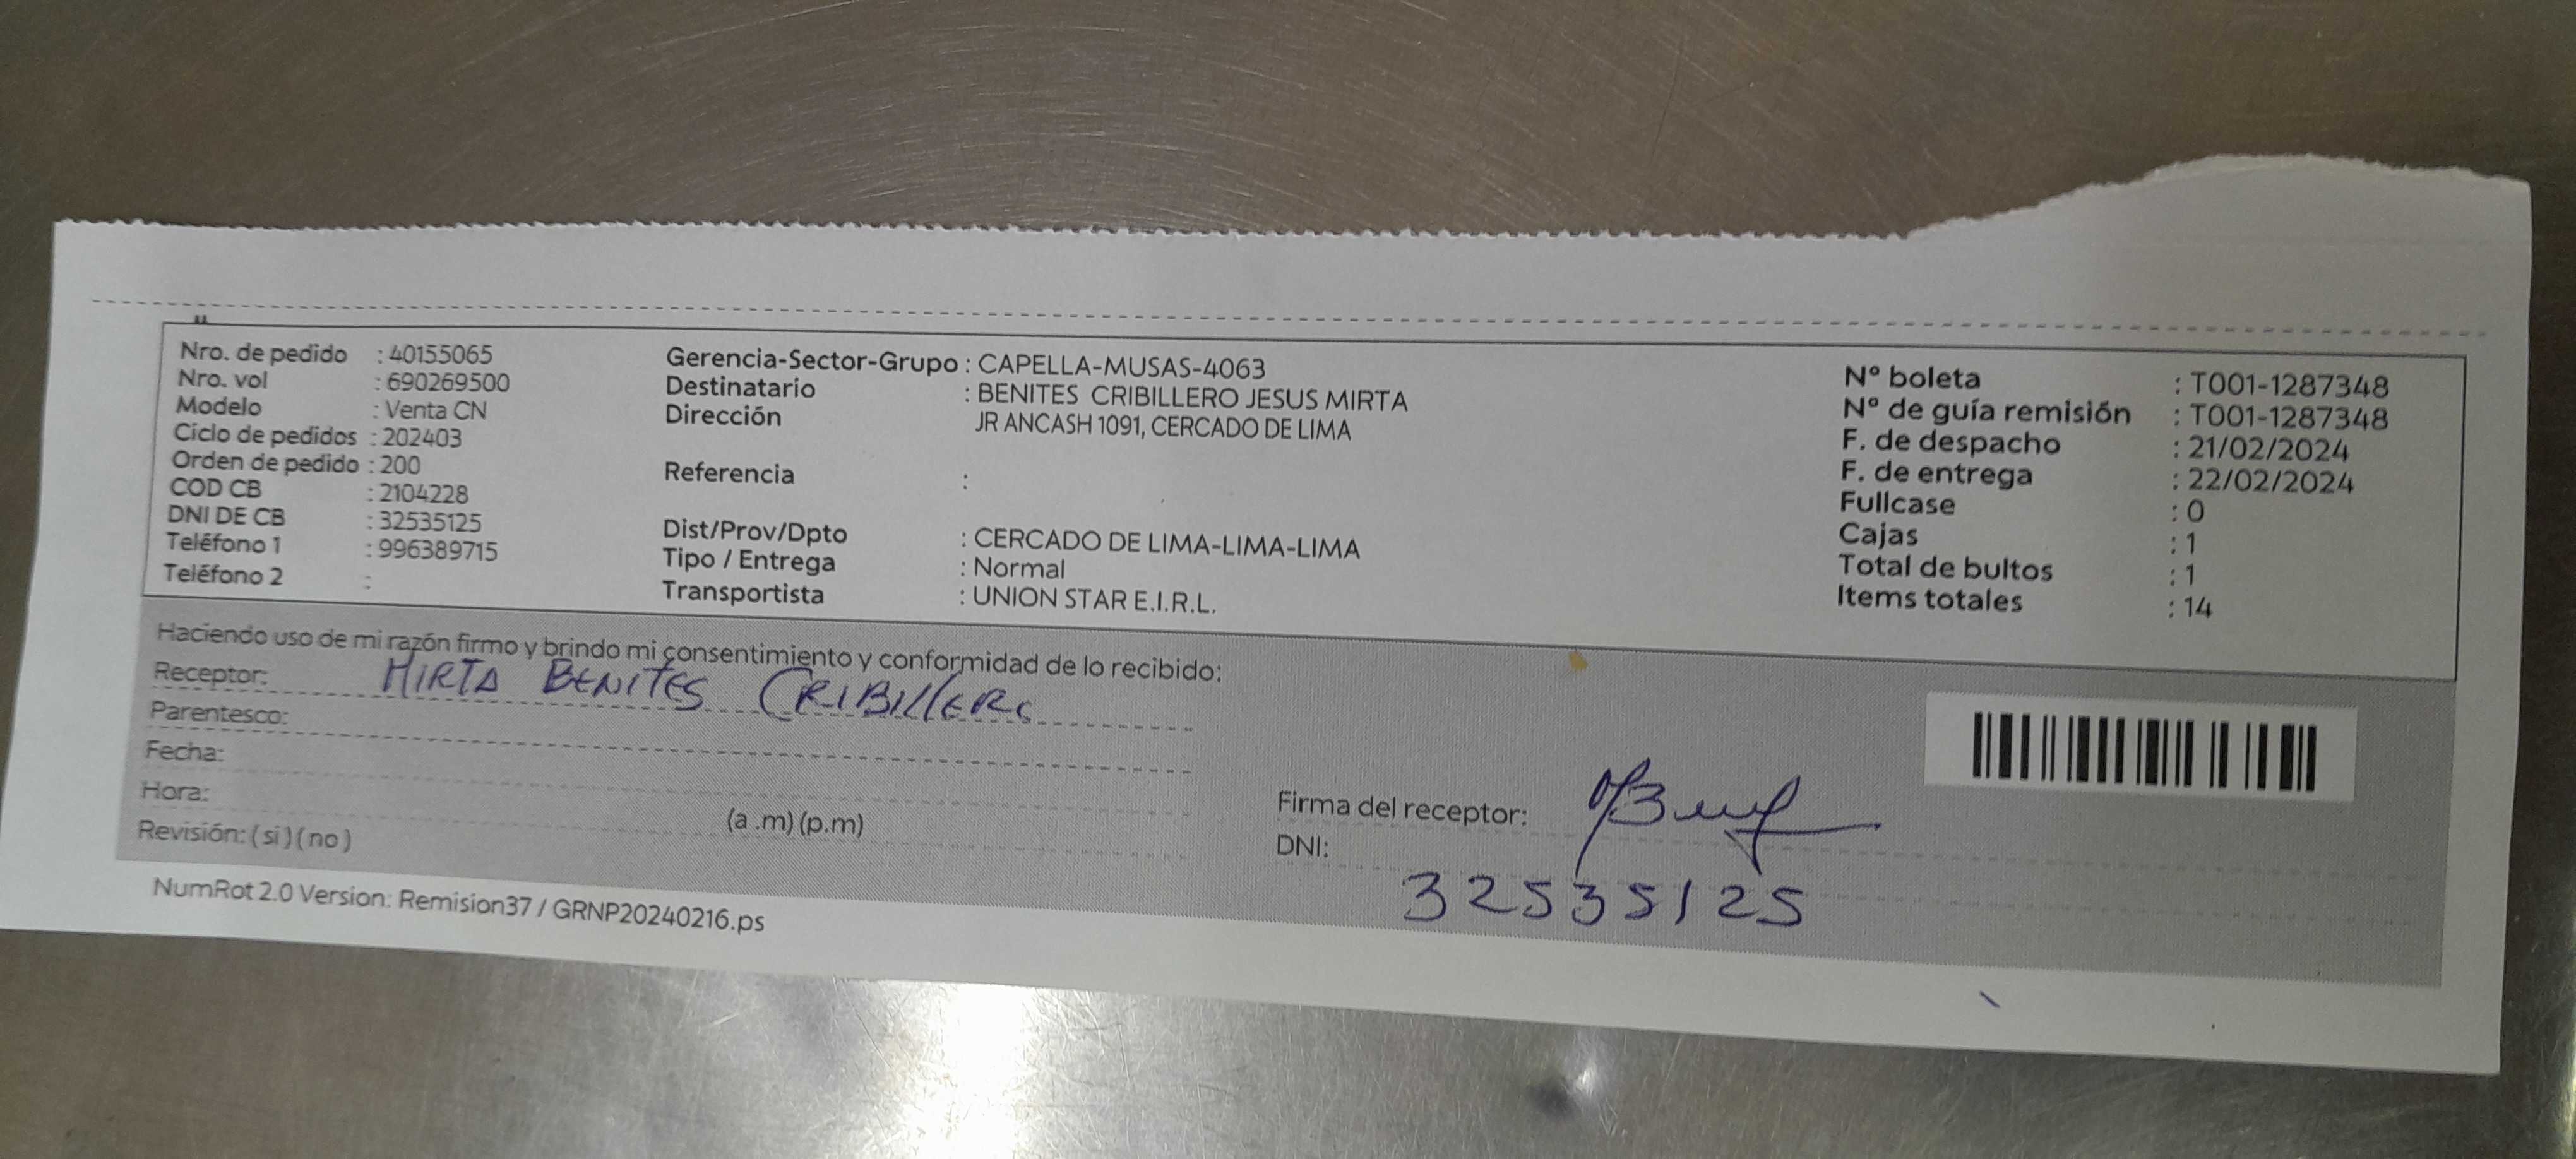 Nro. de pedido : 40155065
Nro. vol : 690269500
Modelo : Venta CN
Ciclo de pedidos : 202403
Orden de pedido : 200
COD CB : 2104228
DNI DE CB : 32535125
Teléfono 1 : 996389715
Teléfono 2 :
Gerencia-Sector-Grupo : CAPELLA-MUSAS-4063
Destinatario : BENITES CRIBILLERO JESUS MIRTA
Dirección JR ANCASH 1091, CERCADO DE LIMA
Referencia :
Dist/Prov/Dpto : CERCADO DE LIMA-LIMA-LIMA
Tipo / Entrega : Normal
Transportista : UNION STAR E.I.R.L.
Nº boleta : T001-1287348
Nº de guía remisión : T001-1287348
F. de despacho : 21/02/2024
F. de entrega : 22/02/2024
Fullcase : 0
Cajas : 1
Total de bultos : 1
Items totales : 14
Haciendo uso de mi razón firmo y brindo mi consentimiento y conformidad de lo recibido:
Receptor: MIRTA BENITES CRIBILLERO
Parentesco:
Fecha:
Hora: (a .m) (p.m)
Revisión: ( si ) ( no )
Firma del receptor:
DNI: 32535125
NumRot 2.0 Version: Remision37 / GRNP20240216.ps